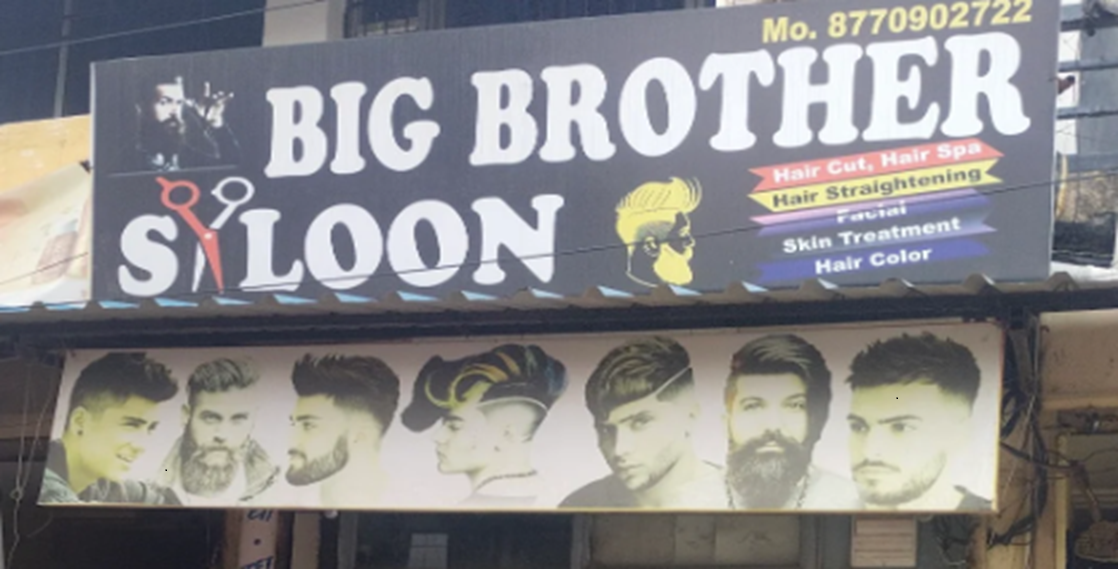 Mo. 8770902722
BIG BROTHER
SALOON
Hair Cut, Hair Spa
Hair Straightening
Facial
Skin Treatment
Hair Color